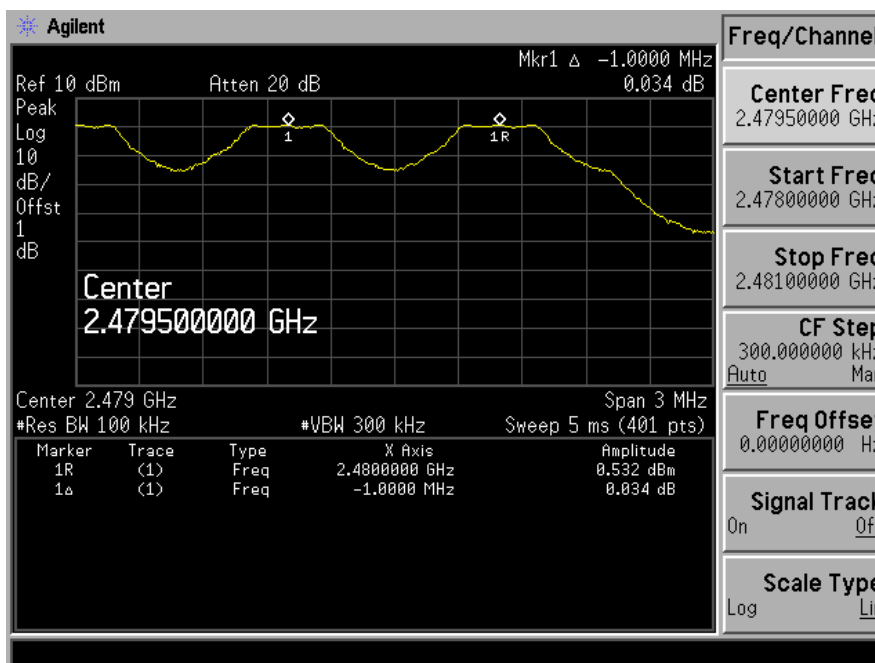 Agilent
Mkr1 Δ -1.0000 MHz
Ref 10 dBm Atten 20 dB 0.034 dB
Peak
Log
10
dB/
Offst
1
dB
1
1R
Center
2.479500000 GHz
Center 2.479 GHz Span 3 MHz
#Res BW 100 kHz #VBW 300 kHz Sweep 5 ms (401 pts)
Marker Trace Type X Axis Amplitude
1R (1) Freq 2.4800000 GHz 0.532 dBm
1Δ (1) Freq -1.0000 MHz 0.034 dB
Freq/Channel
Center Freq
2.47950000 GHz
Start Freq
2.47800000 GHz
Stop Freq
2.48100000 GHz
CF Step
300.000000 kHz
Auto Ma
Freq Offset
0.00000000 Hz
Signal Track
On Of
Scale Type
Log Li